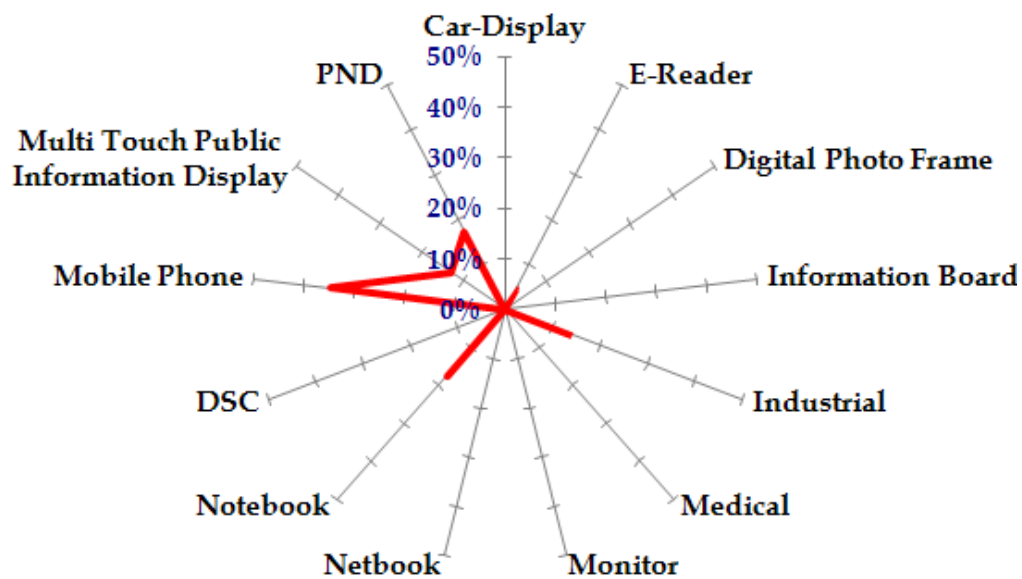 Car-Display
50%
PND
E-Reader
40%
Multi Touch Public
Information Display
30%
Digital Photo Frame
20%
10%
Mobile Phone
Information Board
0%
DSC
Industrial
Notebook
Medical
Netbook
Monitor